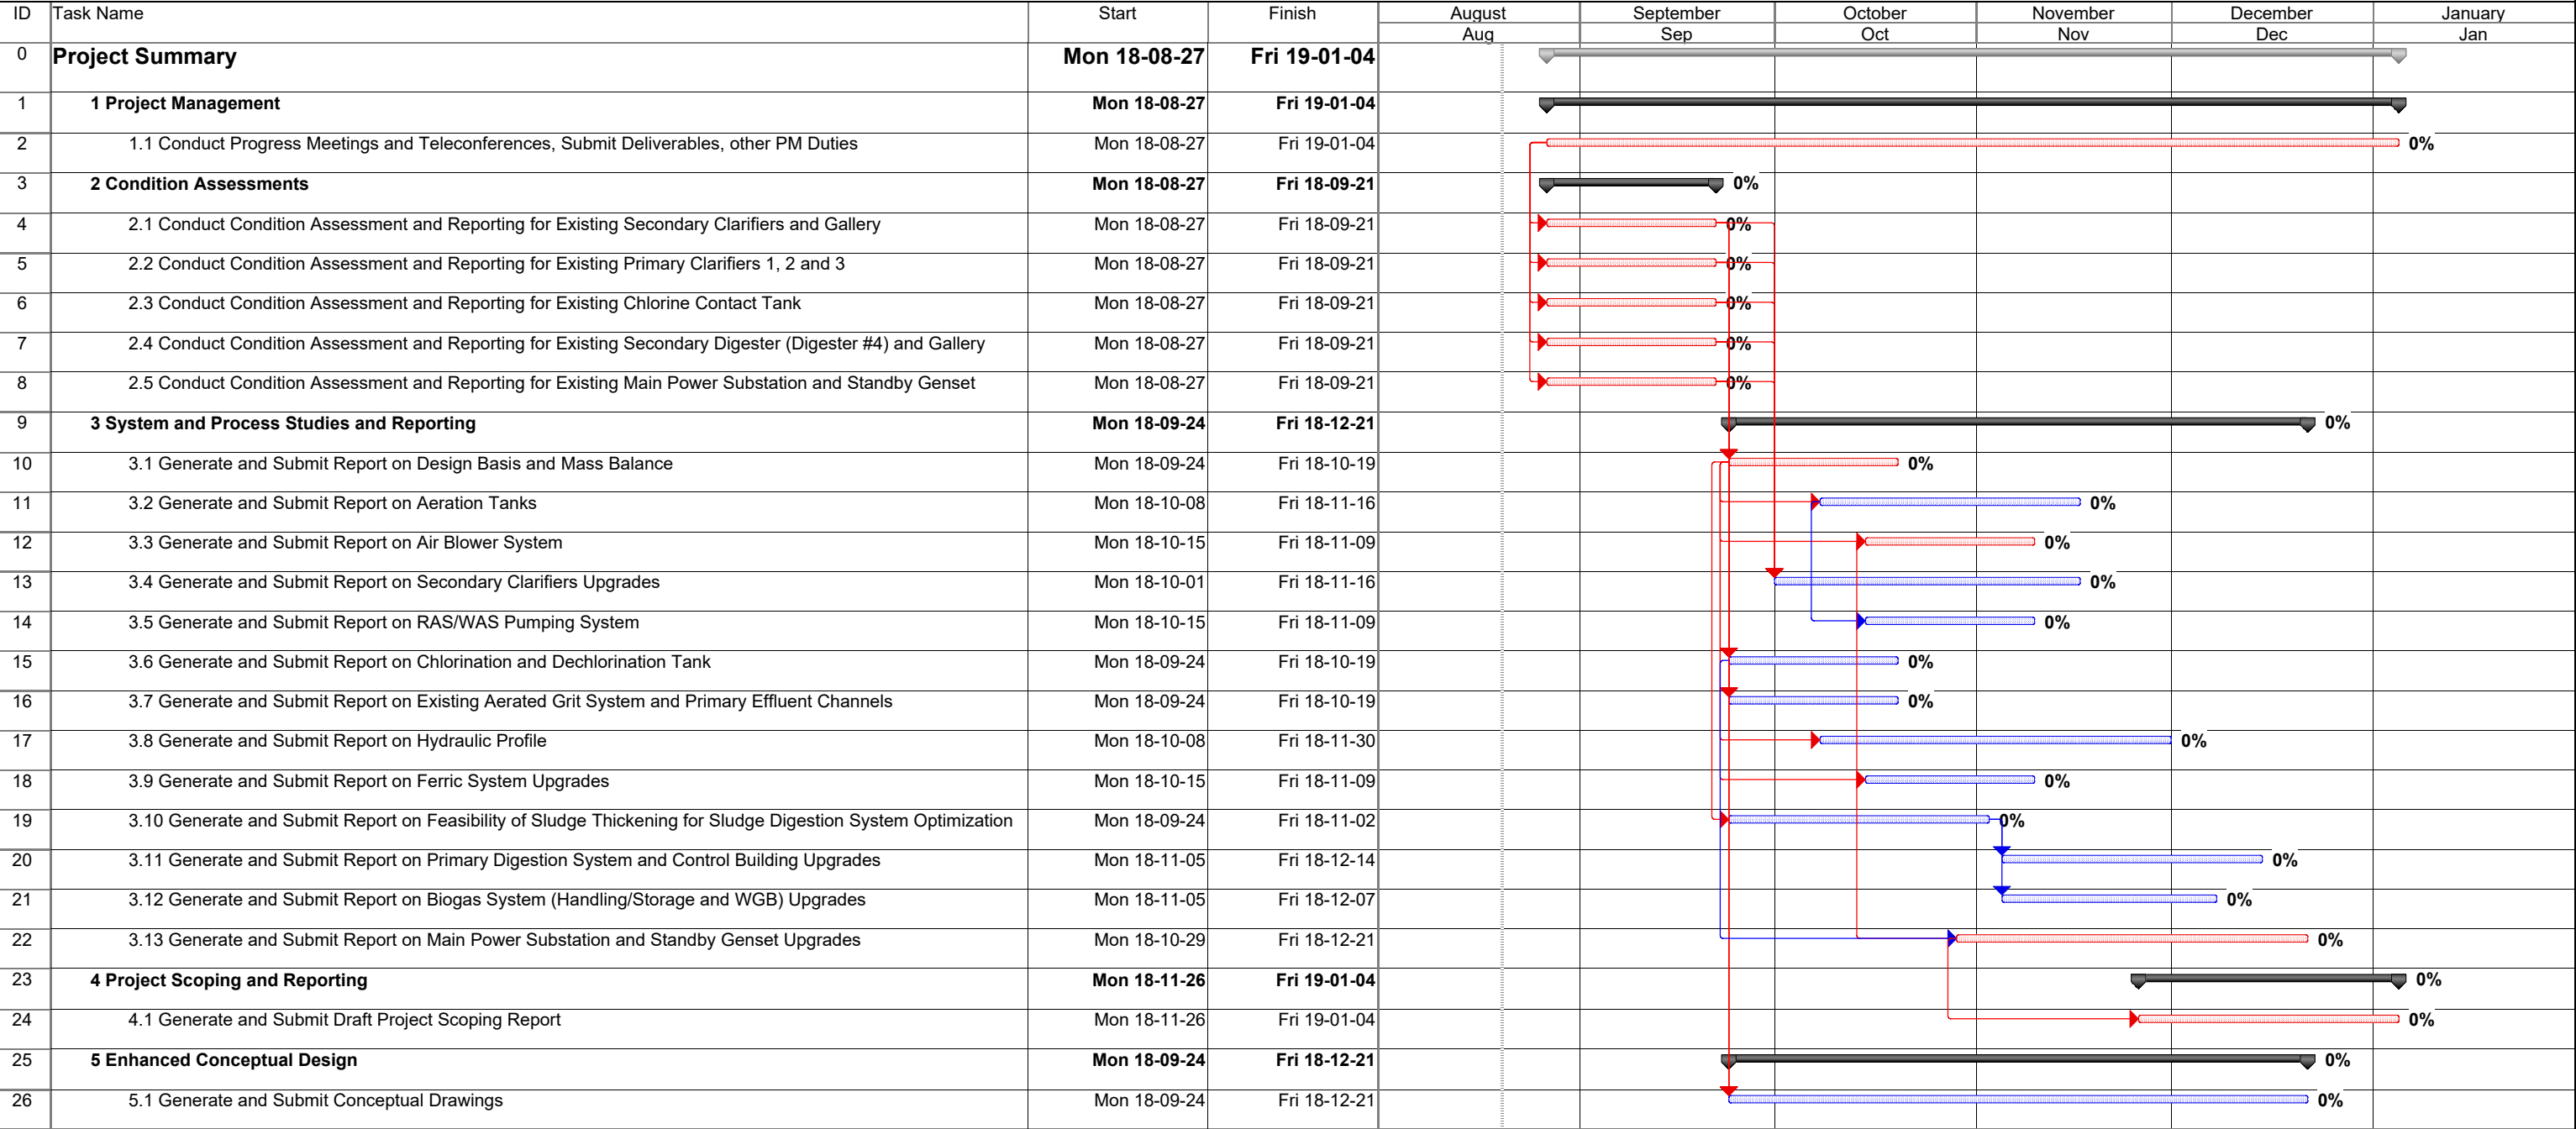 ID Task Name Start Finish August September October November December January
Aug Sep Oct Nov Dec Jan
0 Project Summary Mon 18-08-27 Fri 19-01-04
1 1 Project Management Mon 18-08-27 Fri 19-01-04
2 1.1 Conduct Progress Meetings and Teleconferences, Submit Deliverables, other PM Duties Mon 18-08-27 Fri 19-01-04 0%
3 2 Condition Assessments Mon 18-08-27 Fri 18-09-21 0%
4 2.1 Conduct Condition Assessment and Reporting for Existing Secondary Clarifiers and Gallery Mon 18-08-27 Fri 18-09-21 0%
5 2.2 Conduct Condition Assessment and Reporting for Existing Primary Clarifiers 1, 2 and 3 Mon 18-08-27 Fri 18-09-21 0%
6 2.3 Conduct Condition Assessment and Reporting for Existing Chlorine Contact Tank Mon 18-08-27 Fri 18-09-21 0%
7 2.4 Conduct Condition Assessment and Reporting for Existing Secondary Digester (Digester #4) and Gallery Mon 18-08-27 Fri 18-09-21 0%
8 2.5 Conduct Condition Assessment and Reporting for Existing Main Power Substation and Standby Genset Mon 18-08-27 Fri 18-09-21 0%
9 3 System and Process Studies and Reporting Mon 18-09-24 Fri 18-12-21 0%
10 3.1 Generate and Submit Report on Design Basis and Mass Balance Mon 18-09-24 Fri 18-10-19 0%
11 3.2 Generate and Submit Report on Aeration Tanks Mon 18-10-08 Fri 18-11-16 0%
12 3.3 Generate and Submit Report on Air Blower System Mon 18-10-15 Fri 18-11-09 0%
13 3.4 Generate and Submit Report on Secondary Clarifiers Upgrades Mon 18-10-01 Fri 18-11-16 0%
14 3.5 Generate and Submit Report on RAS/WAS Pumping System Mon 18-10-15 Fri 18-11-09 0%
15 3.6 Generate and Submit Report on Chlorination and Dechlorination Tank Mon 18-09-24 Fri 18-10-19 0%
16 3.7 Generate and Submit Report on Existing Aerated Grit System and Primary Effluent Channels Mon 18-09-24 Fri 18-10-19 0%
17 3.8 Generate and Submit Report on Hydraulic Profile Mon 18-10-08 Fri 18-11-30 0%
18 3.9 Generate and Submit Report on Ferric System Upgrades Mon 18-10-15 Fri 18-11-09 0%
19 3.10 Generate and Submit Report on Feasibility of Sludge Thickening for Sludge Digestion System Optimization Mon 18-09-24 Fri 18-11-02 0%
20 3.11 Generate and Submit Report on Primary Digestion System and Control Building Upgrades Mon 18-11-05 Fri 18-12-14 0%
21 3.12 Generate and Submit Report on Biogas System (Handling/Storage and WGB) Upgrades Mon 18-11-05 Fri 18-12-07 0%
22 3.13 Generate and Submit Report on Main Power Substation and Standby Genset Upgrades Mon 18-10-29 Fri 18-12-21 0%
23 4 Project Scoping and Reporting Mon 18-11-26 Fri 19-01-04 0%
24 4.1 Generate and Submit Draft Project Scoping Report Mon 18-11-26 Fri 19-01-04 0%
25 5 Enhanced Conceptual Design Mon 18-09-24 Fri 18-12-21 0%
26 5.1 Generate and Submit Conceptual Drawings Mon 18-09-24 Fri 18-12-21 0%